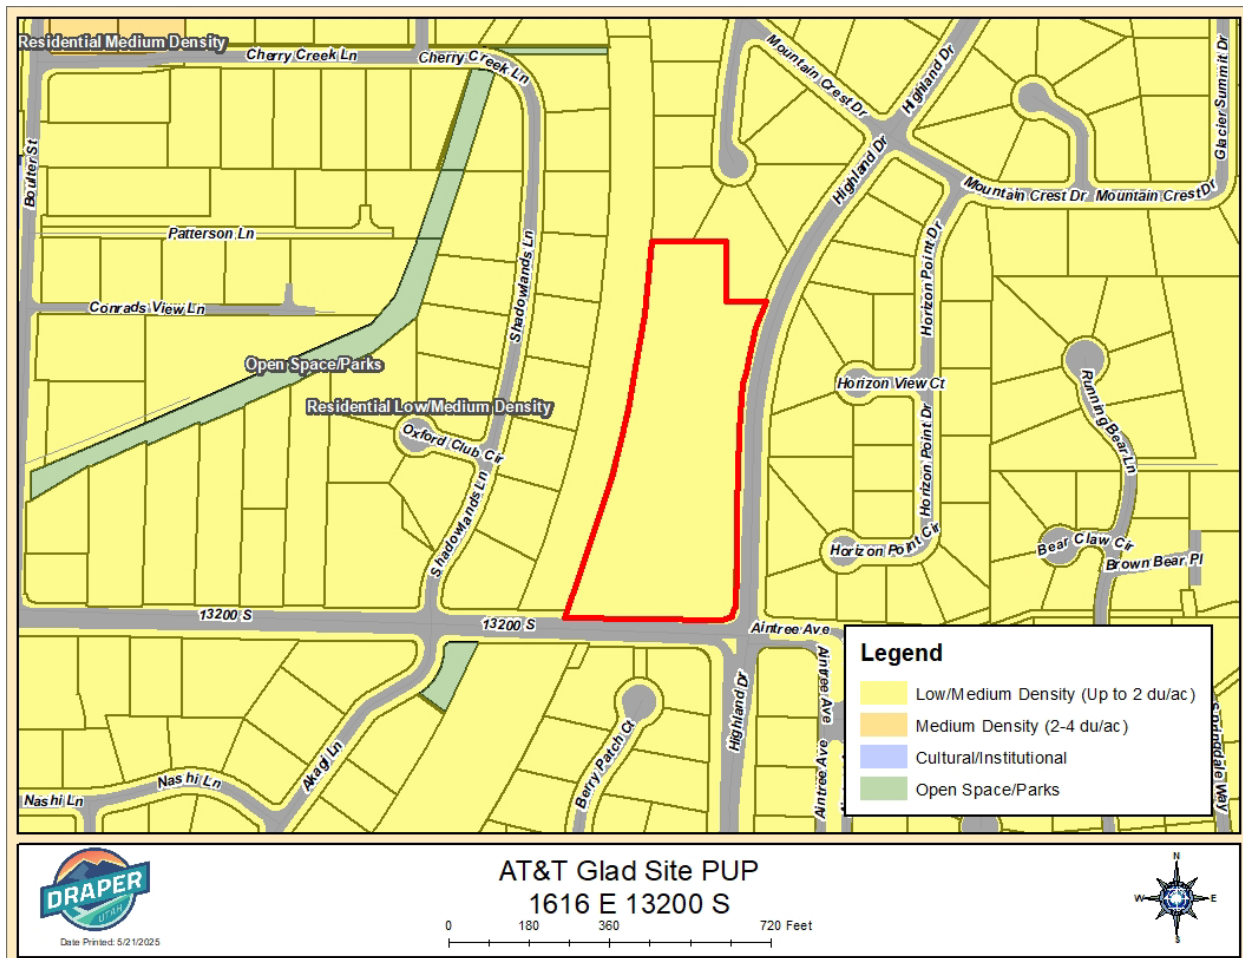 Residential Medium Density
Cherry Creek Ln
Cherry Creek Ln
Mountain Crest Dr
Highland Dr
Glacier Summit Dr
Boulter St
Highland Dr
Mountain Crest Dr
Mountain Crest Dr
Patterson Ln
Shadowlands Ln
Horizon Point Dr
Conrads View Ln
Open Space/Parks
Horizon View Ct
Running Bear Ln
Residential Low/Medium Density
Oxford Club Cir
Horizon Point Dr
Shadowlands Ln
Horizon Point Cir
Bear Claw Cir
Brown Bear Pl
13200 S
13200 S
Aintree Ave
Aintree Ave
Highland Dr
Akagi Ln
Berry Patch Ct
Aintree Ave
Nashi Ln
Nashi Ln
Springdale Way
Legend
Low/Medium Density (Up to 2 du/ac)
Medium Density (2-4 du/ac)
Cultural/Institutional
Open Space/Parks
DRAPER
UTAH
Date Printed: 5/21/2025
AT&T Glad Site PUP
1616 E 13200 S
0 180 360 720 Feet
N
W E
S